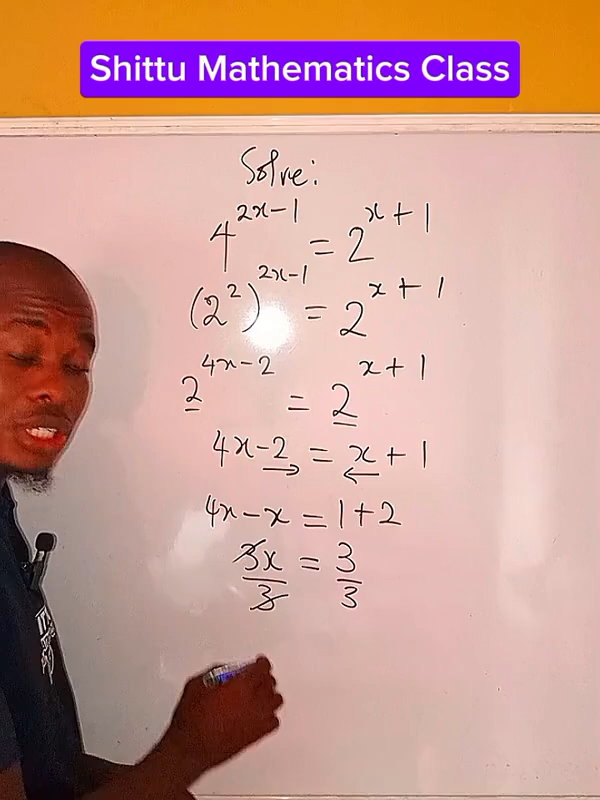 Shittu Mathematics Class
Solve:
4^(2x-1) = 2^(x+1)
(2^2)^(2x-1) = 2^(x+1)
2^(4x-2) = 2^(x+1)
4x-2 = x+1
4x-x = 1+2
3x/3 = 3/3